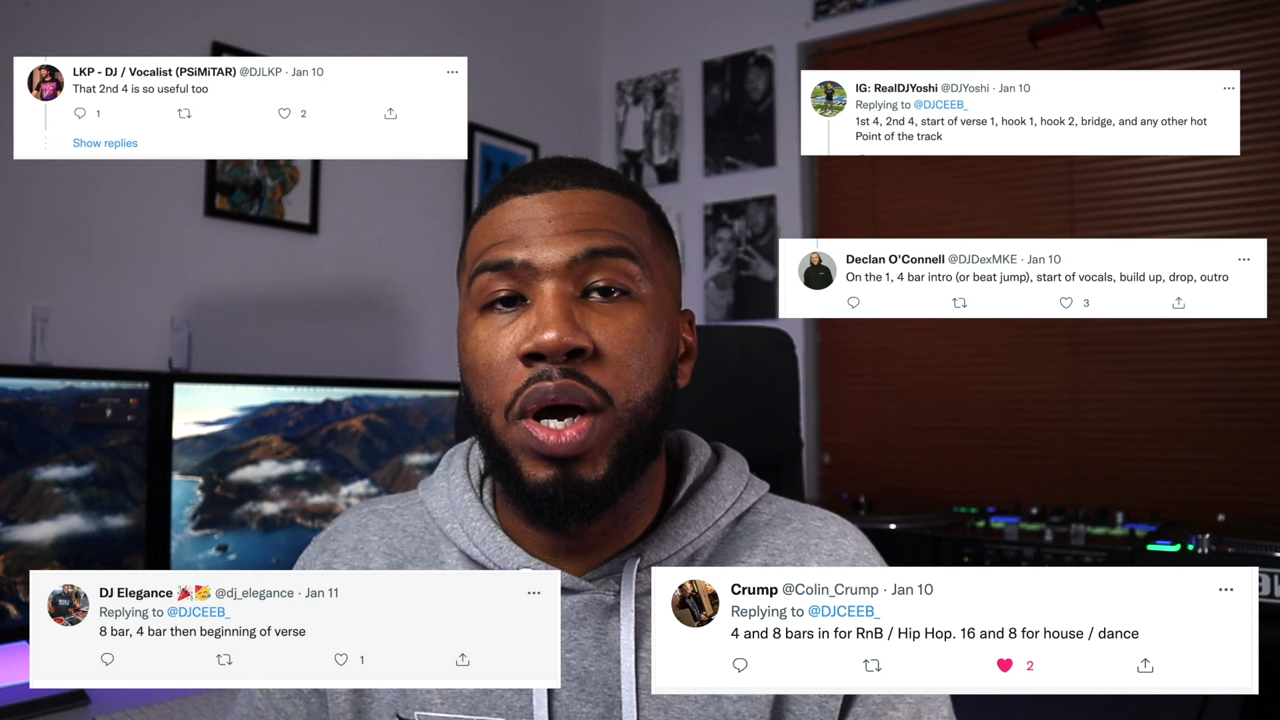 LKP - DJ / Vocalist (PSiMiTAR) @DJLKP · Jan 10
That 2nd 4 is so useful too
1
2
Show replies
IG: RealDJYoshi @DJYoshi · Jan 10
Replying to @DJCEEB_
1st 4, 2nd 4, start of verse 1, hook 1, hook 2, bridge, and any other hot
Point of the track
Declan O'Connell @DJDexMKE · Jan 10
On the 1, 4 bar intro (or beat jump), start of vocals, build up, drop, outro
3
DJ Elegance 🎉🥳 @dj_elegance · Jan 11
Replying to @DJCEEB_
8 bar, 4 bar then beginning of verse
1
Crump @Colin_Crump · Jan 10
Replying to @DJCEEB_
4 and 8 bars in for RnB / Hip Hop. 16 and 8 for house / dance
2